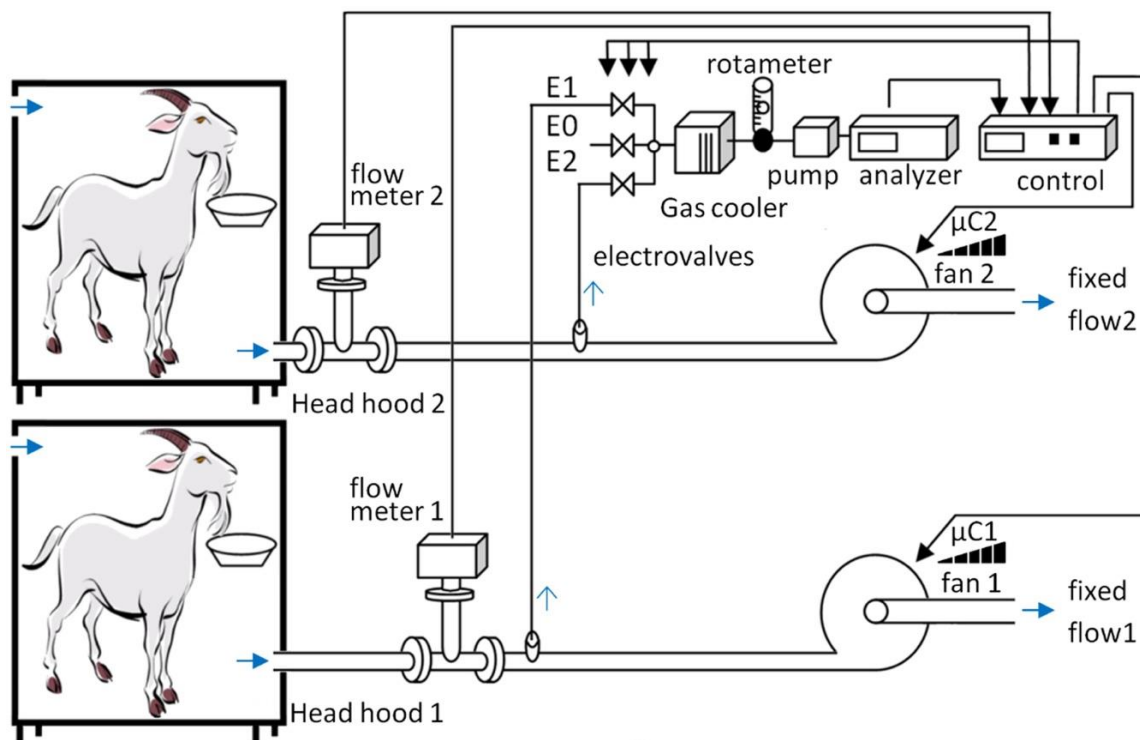 rotameter
E1
E0
E2
flow
meter 2
pump
analyzer
control
Gas cooler
μC2
electrovalves
fan 2
fixed
flow2
Head hood 2
flow
meter 1
μC1
fan 1
fixed
flow1
Head hood 1